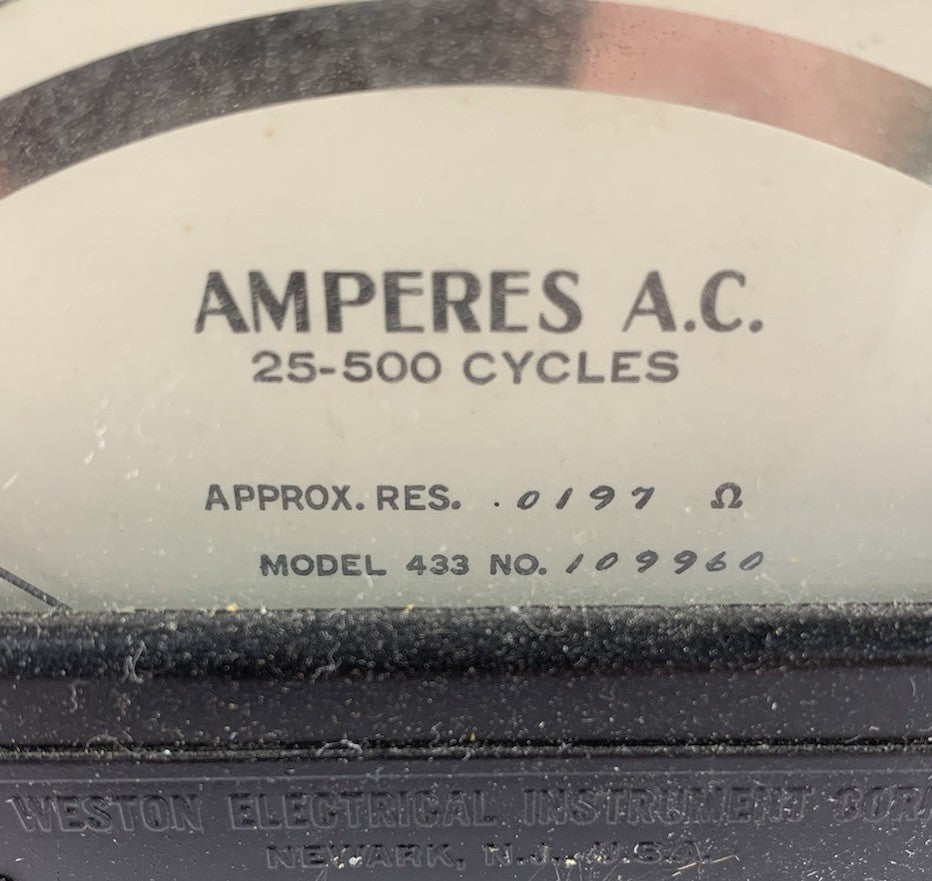 AMPERES A.C.
25-500 CYCLES
APPROX. RES. .0197 Ω
MODEL 433 NO. 109960
WESTON ELECTRICAL INSTRUMENT CORP
NEWARK, N.J., U.S.A.